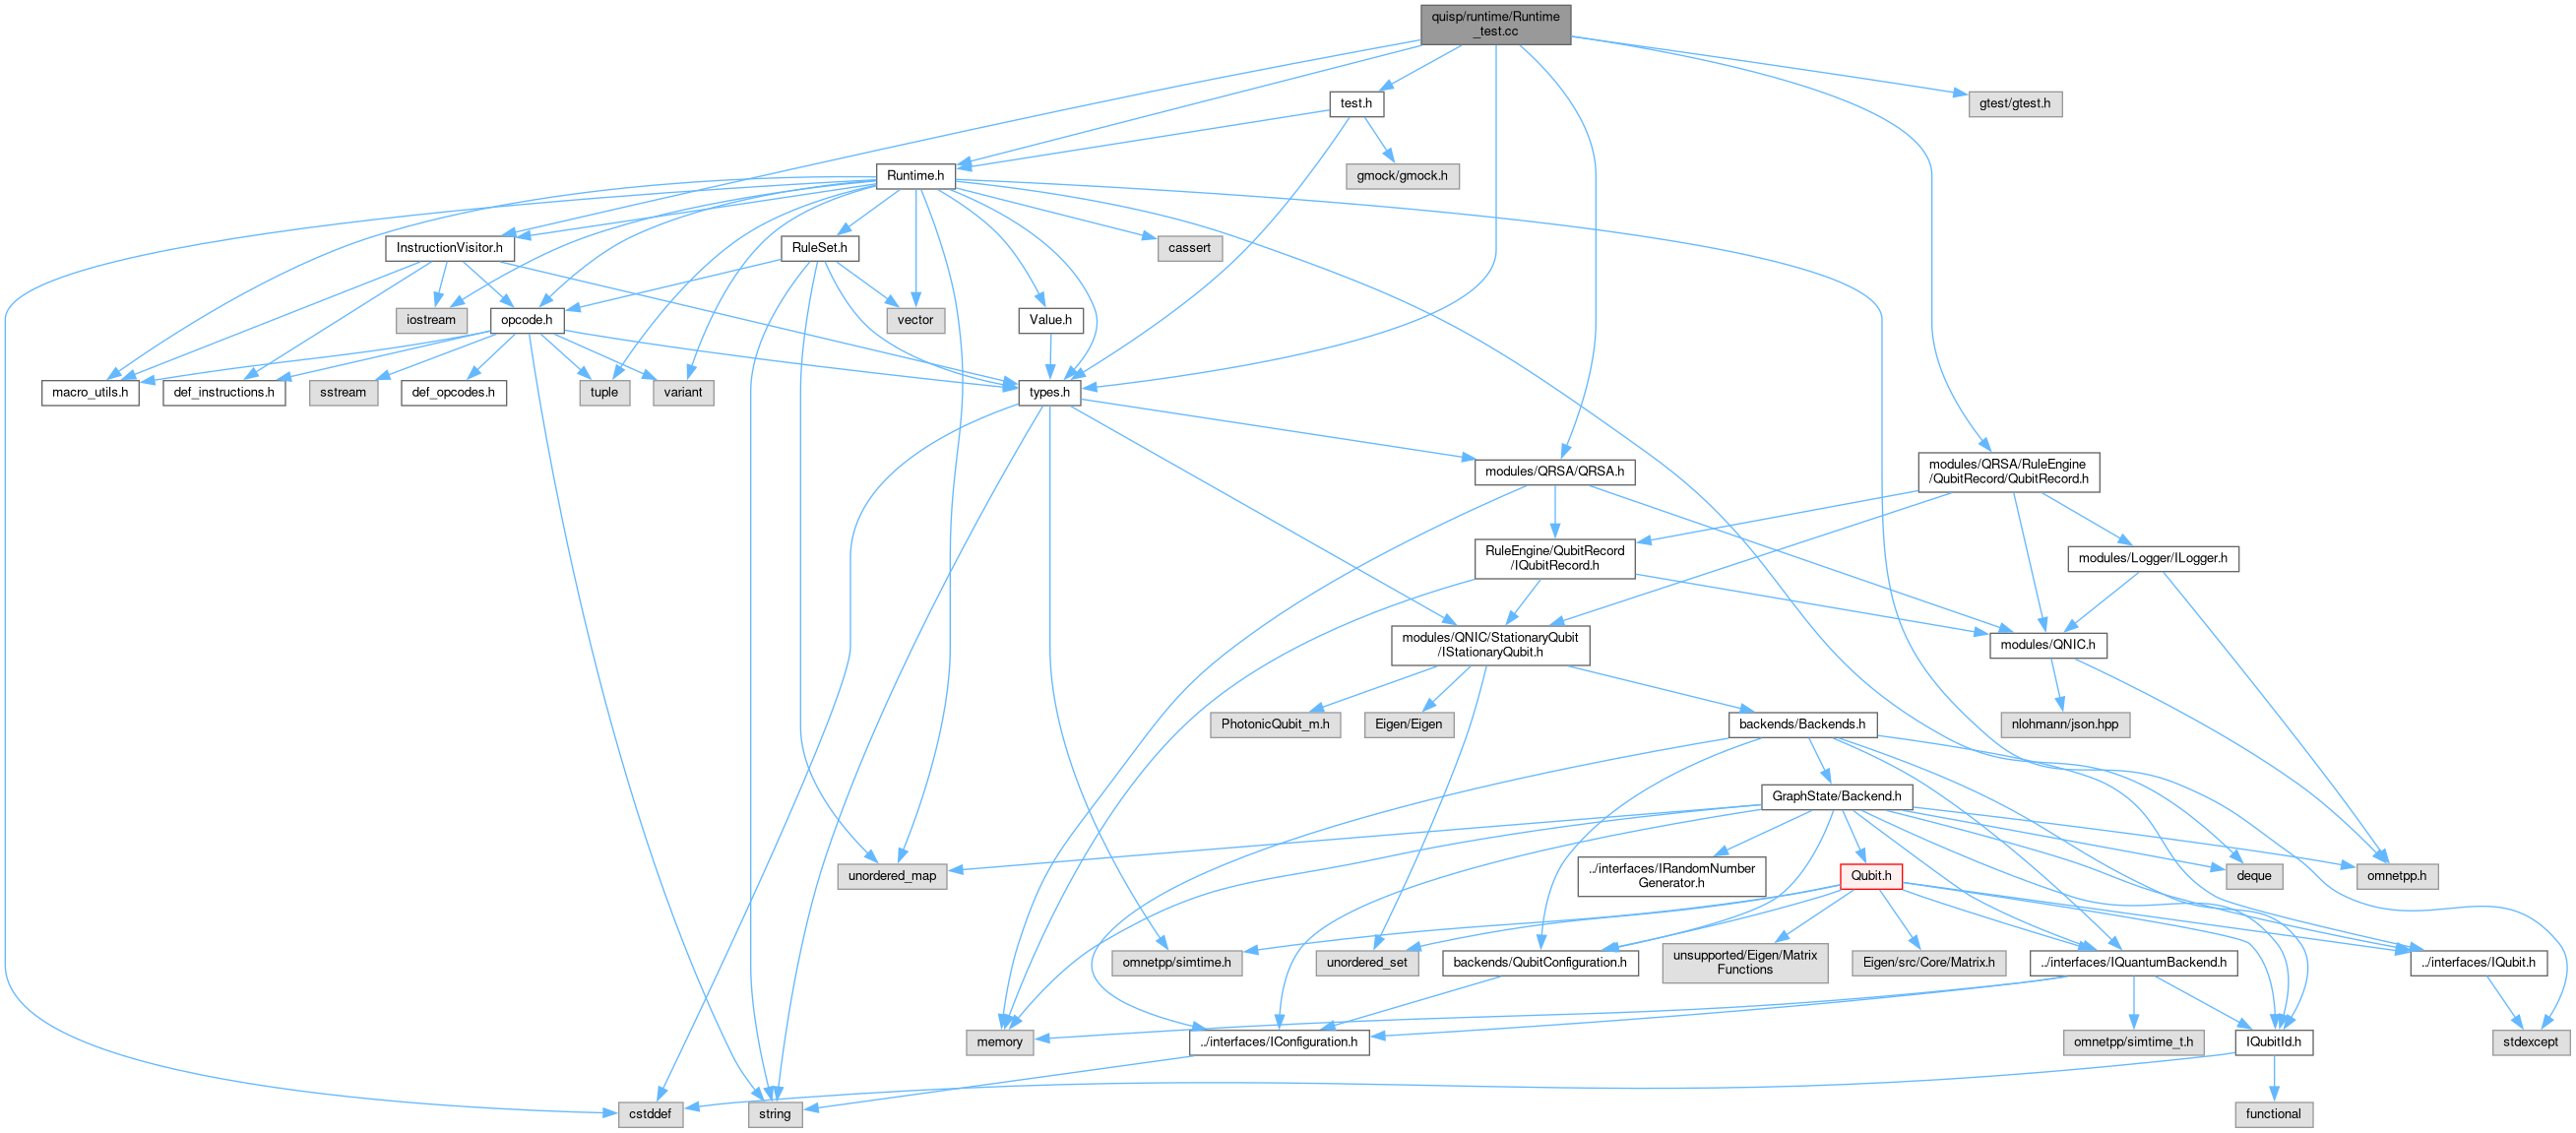 quisp/runtime/Runtime
_test.cc
test.h
gtest/gtest.h
Runtime.h
gmock/gmock.h
InstructionVisitor.h
RuleSet.h
cassert
iostream
opcode.h
vector
Value.h
macro_utils.h
def_instructions.h
sstream
def_opcodes.h
tuple
variant
types.h
modules/QRSA/QRSA.h
modules/QRSA/RuleEngine
/QubitRecord/QubitRecord.h
RuleEngine/QubitRecord
/IQubitRecord.h
modules/Logger/ILogger.h
modules/QNIC/StationaryQubit
/IStationaryQubit.h
modules/QNIC.h
PhotonicQubit_m.h
Eigen/Eigen
backends/Backends.h
nlohmann/json.hpp
GraphState/Backend.h
unordered_map
../interfaces/IRandomNumber
Generator.h
Qubit.h
deque
omnetpp.h
omnetpp/simtime.h
unordered_set
backends/QubitConfiguration.h
unsupported/Eigen/Matrix
Functions
Eigen/src/Core/Matrix.h
../interfaces/IQuantumBackend.h
../interfaces/IQubit.h
memory
../interfaces/IConfiguration.h
omnetpp/simtime_t.h
IQubitId.h
stdexcept
cstddef
string
functional